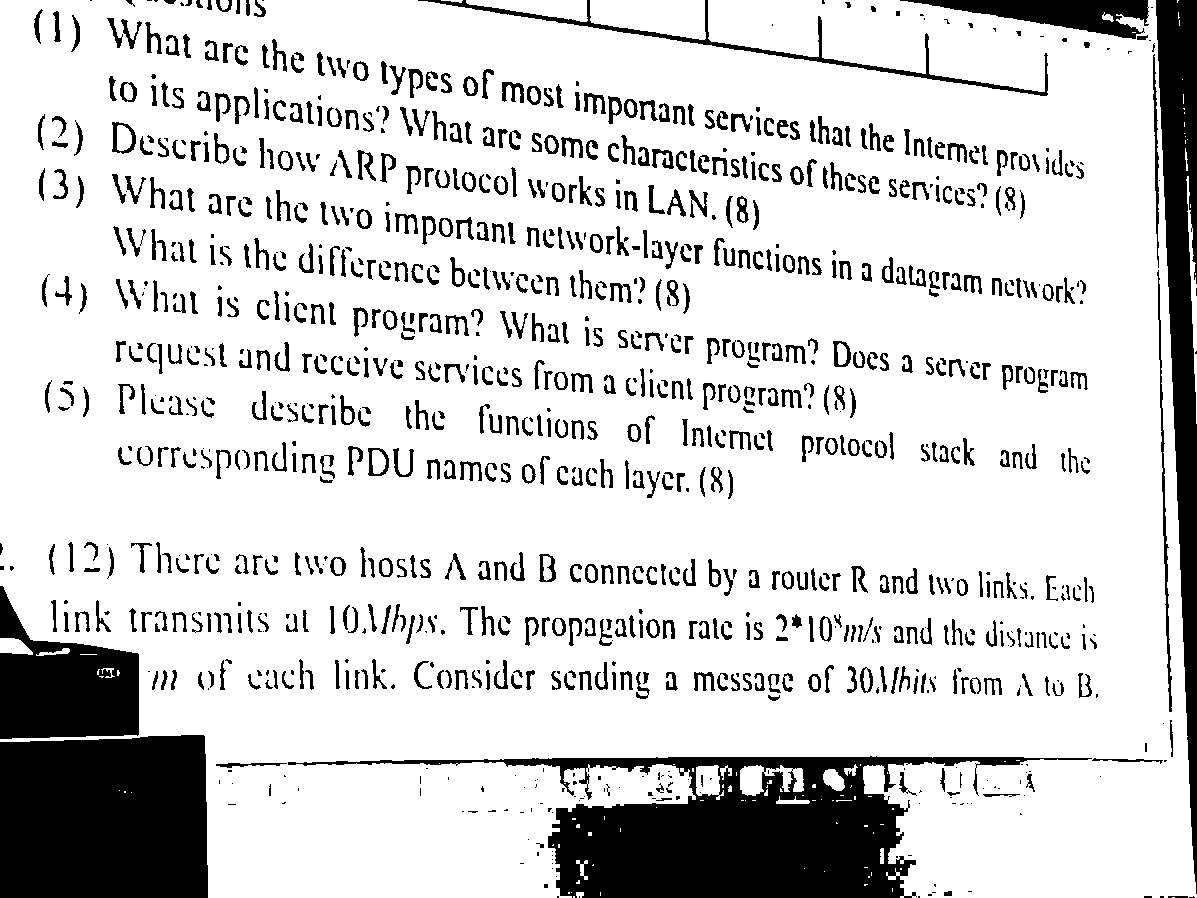 (1) What are the two types of most important services that the Internet provides
to its applications? What are some characteristics of these services? (8)
(2) Describe how ARP protocol works in LAN. (8)
(3) What are the two important network-layer functions in a datagram network?
What is the difference between them? (8)
(4) What is client program? What is server program? Does a server program
request and receive services from a client program? (8)
(5) Please describe the functions of Internet protocol stack and the
corresponding PDU names of each layer. (8)
(12) There are two hosts A and B connected by a router R and two links. Each
link transmits at 10Mbps. The propagation rate is 2*10⁸m/s and the distance is
m of each link. Consider sending a message of 30Mbits from A to B.